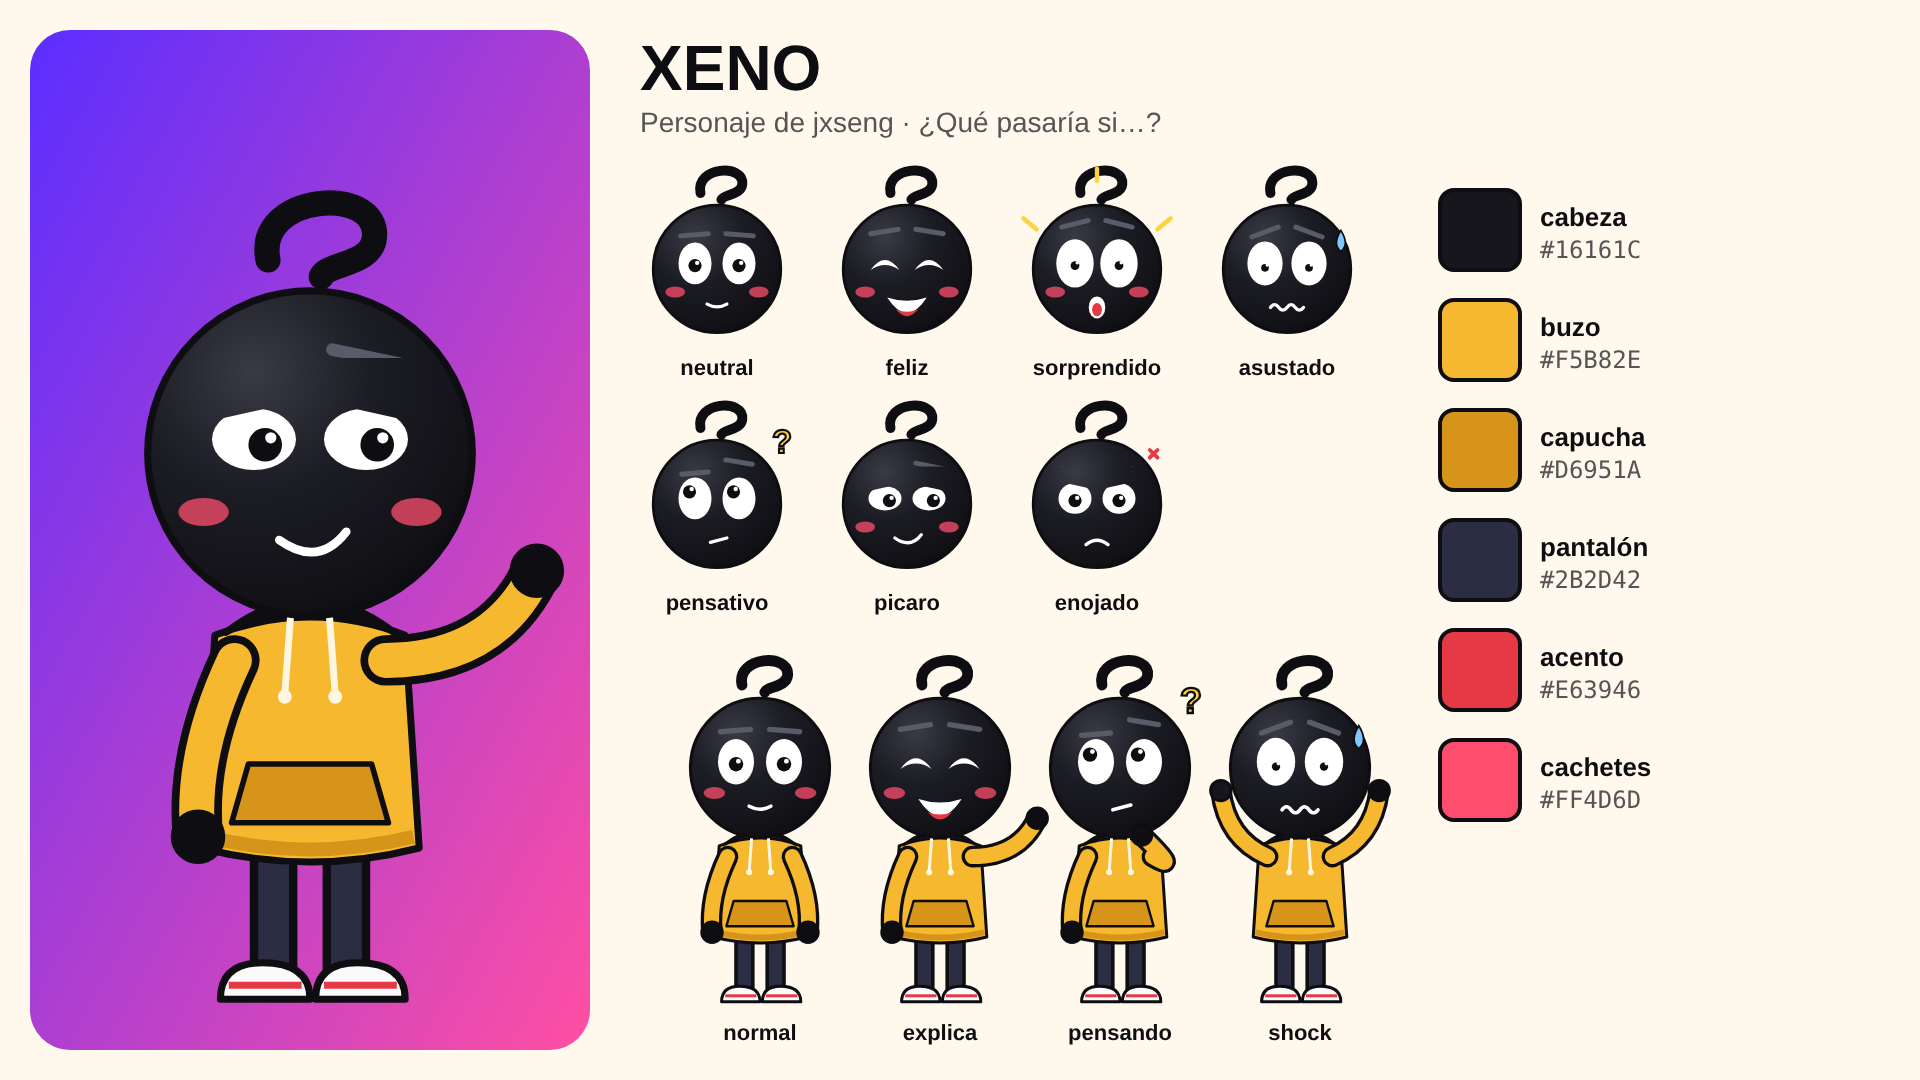 XENO
Personaje de jxseng · ¿Qué pasaría si…?
neutral
feliz
sorprendido
asustado
?
pensativo
picaro
enojado
?
normal
explica
pensando
shock
cabeza
#16161C
buzo
#F5B82E
capucha
#D6951A
pantalón
#2B2D42
acento
#E63946
cachetes
#FF4D6D